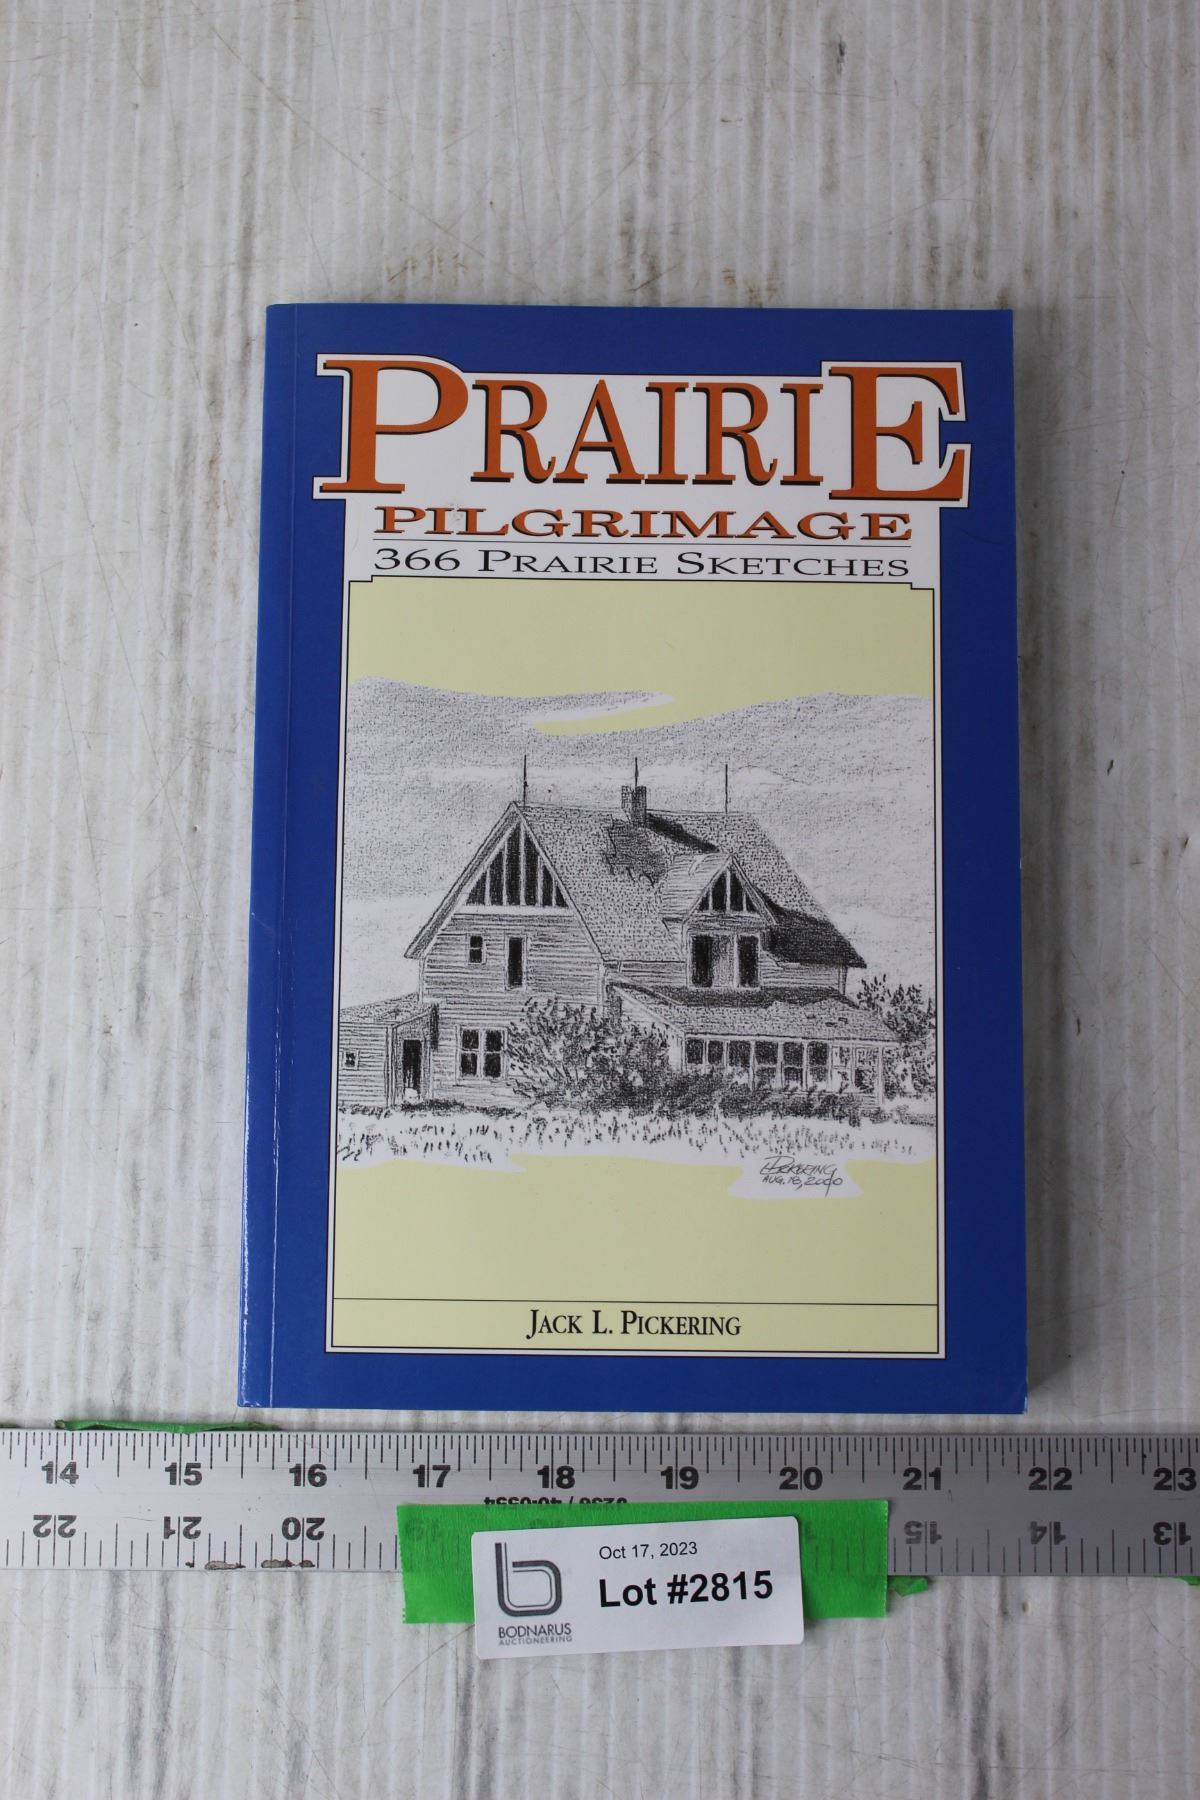 PRAIRIE
PILGRIMAGE
366 PRAIRIE SKETCHES
PICKERING
AUG. 18, 2000
JACK L. PICKERING
14 15 16 17 18 19 20 21 22 23
22 21 20 19 15 14 13
Oct 17, 2023
Lot #2815
BODNARUS
AUCTIONEERING